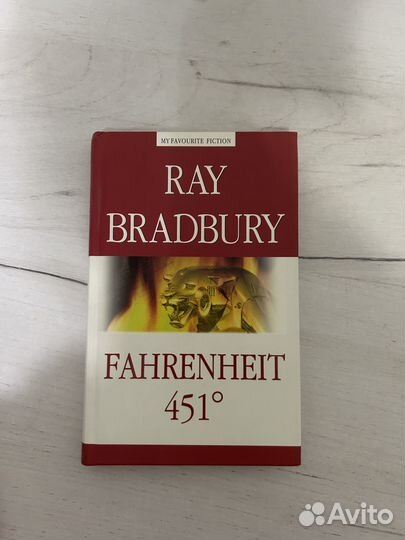 MY FAVOURITE FICTION
RAY
BRADBURY
FAHRENHEIT
451°
Avito